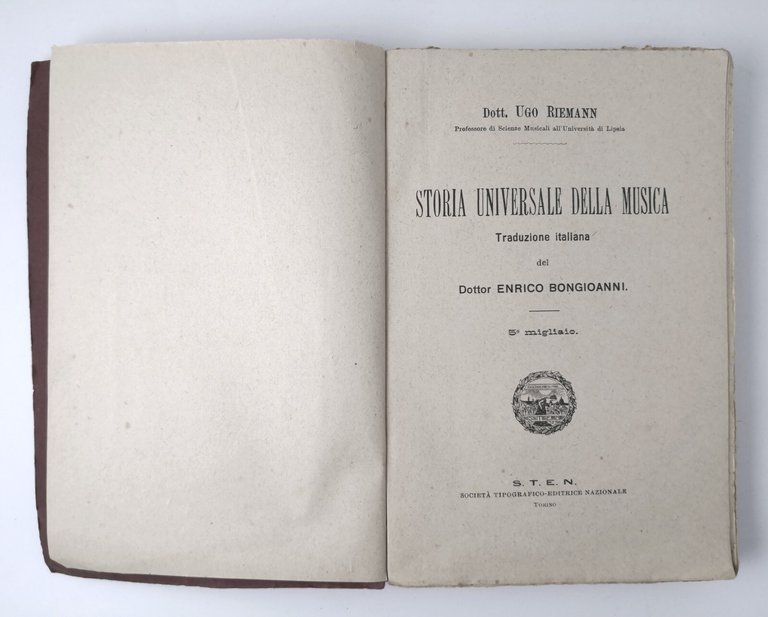 Dott. UGO RIEMANN
Professore di Scienze Musicali all'Università di Lipsia
STORIA UNIVERSALE DELLA MUSICA
Traduzione italiana
del
Dottor ENRICO BONGIOANNI.
5º migliaio.
S. T. E. N.
SOCIETÀ TIPOGRAFICO-EDITRICE NAZIONALE
TORINO